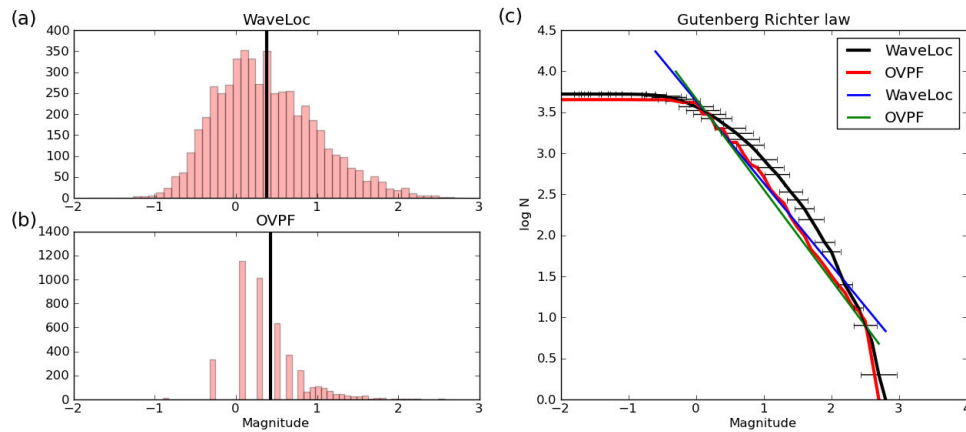 (a)
WaveLoc
400
350
300
250
200
150
100
50
0
−2 −1 0 1 2 3
(b)
OVPF
1400
1200
1000
800
600
400
200
0
−2 −1 0 1 2 3
Magnitude
(c)
Gutenberg Richter law
4.5
4.0
3.5
3.0
2.5
2.0
1.5
1.0
0.5
0.0
log N
−2 −1 0 1 2 3 4
Magnitude
WaveLoc
OVPF
WaveLoc
OVPF